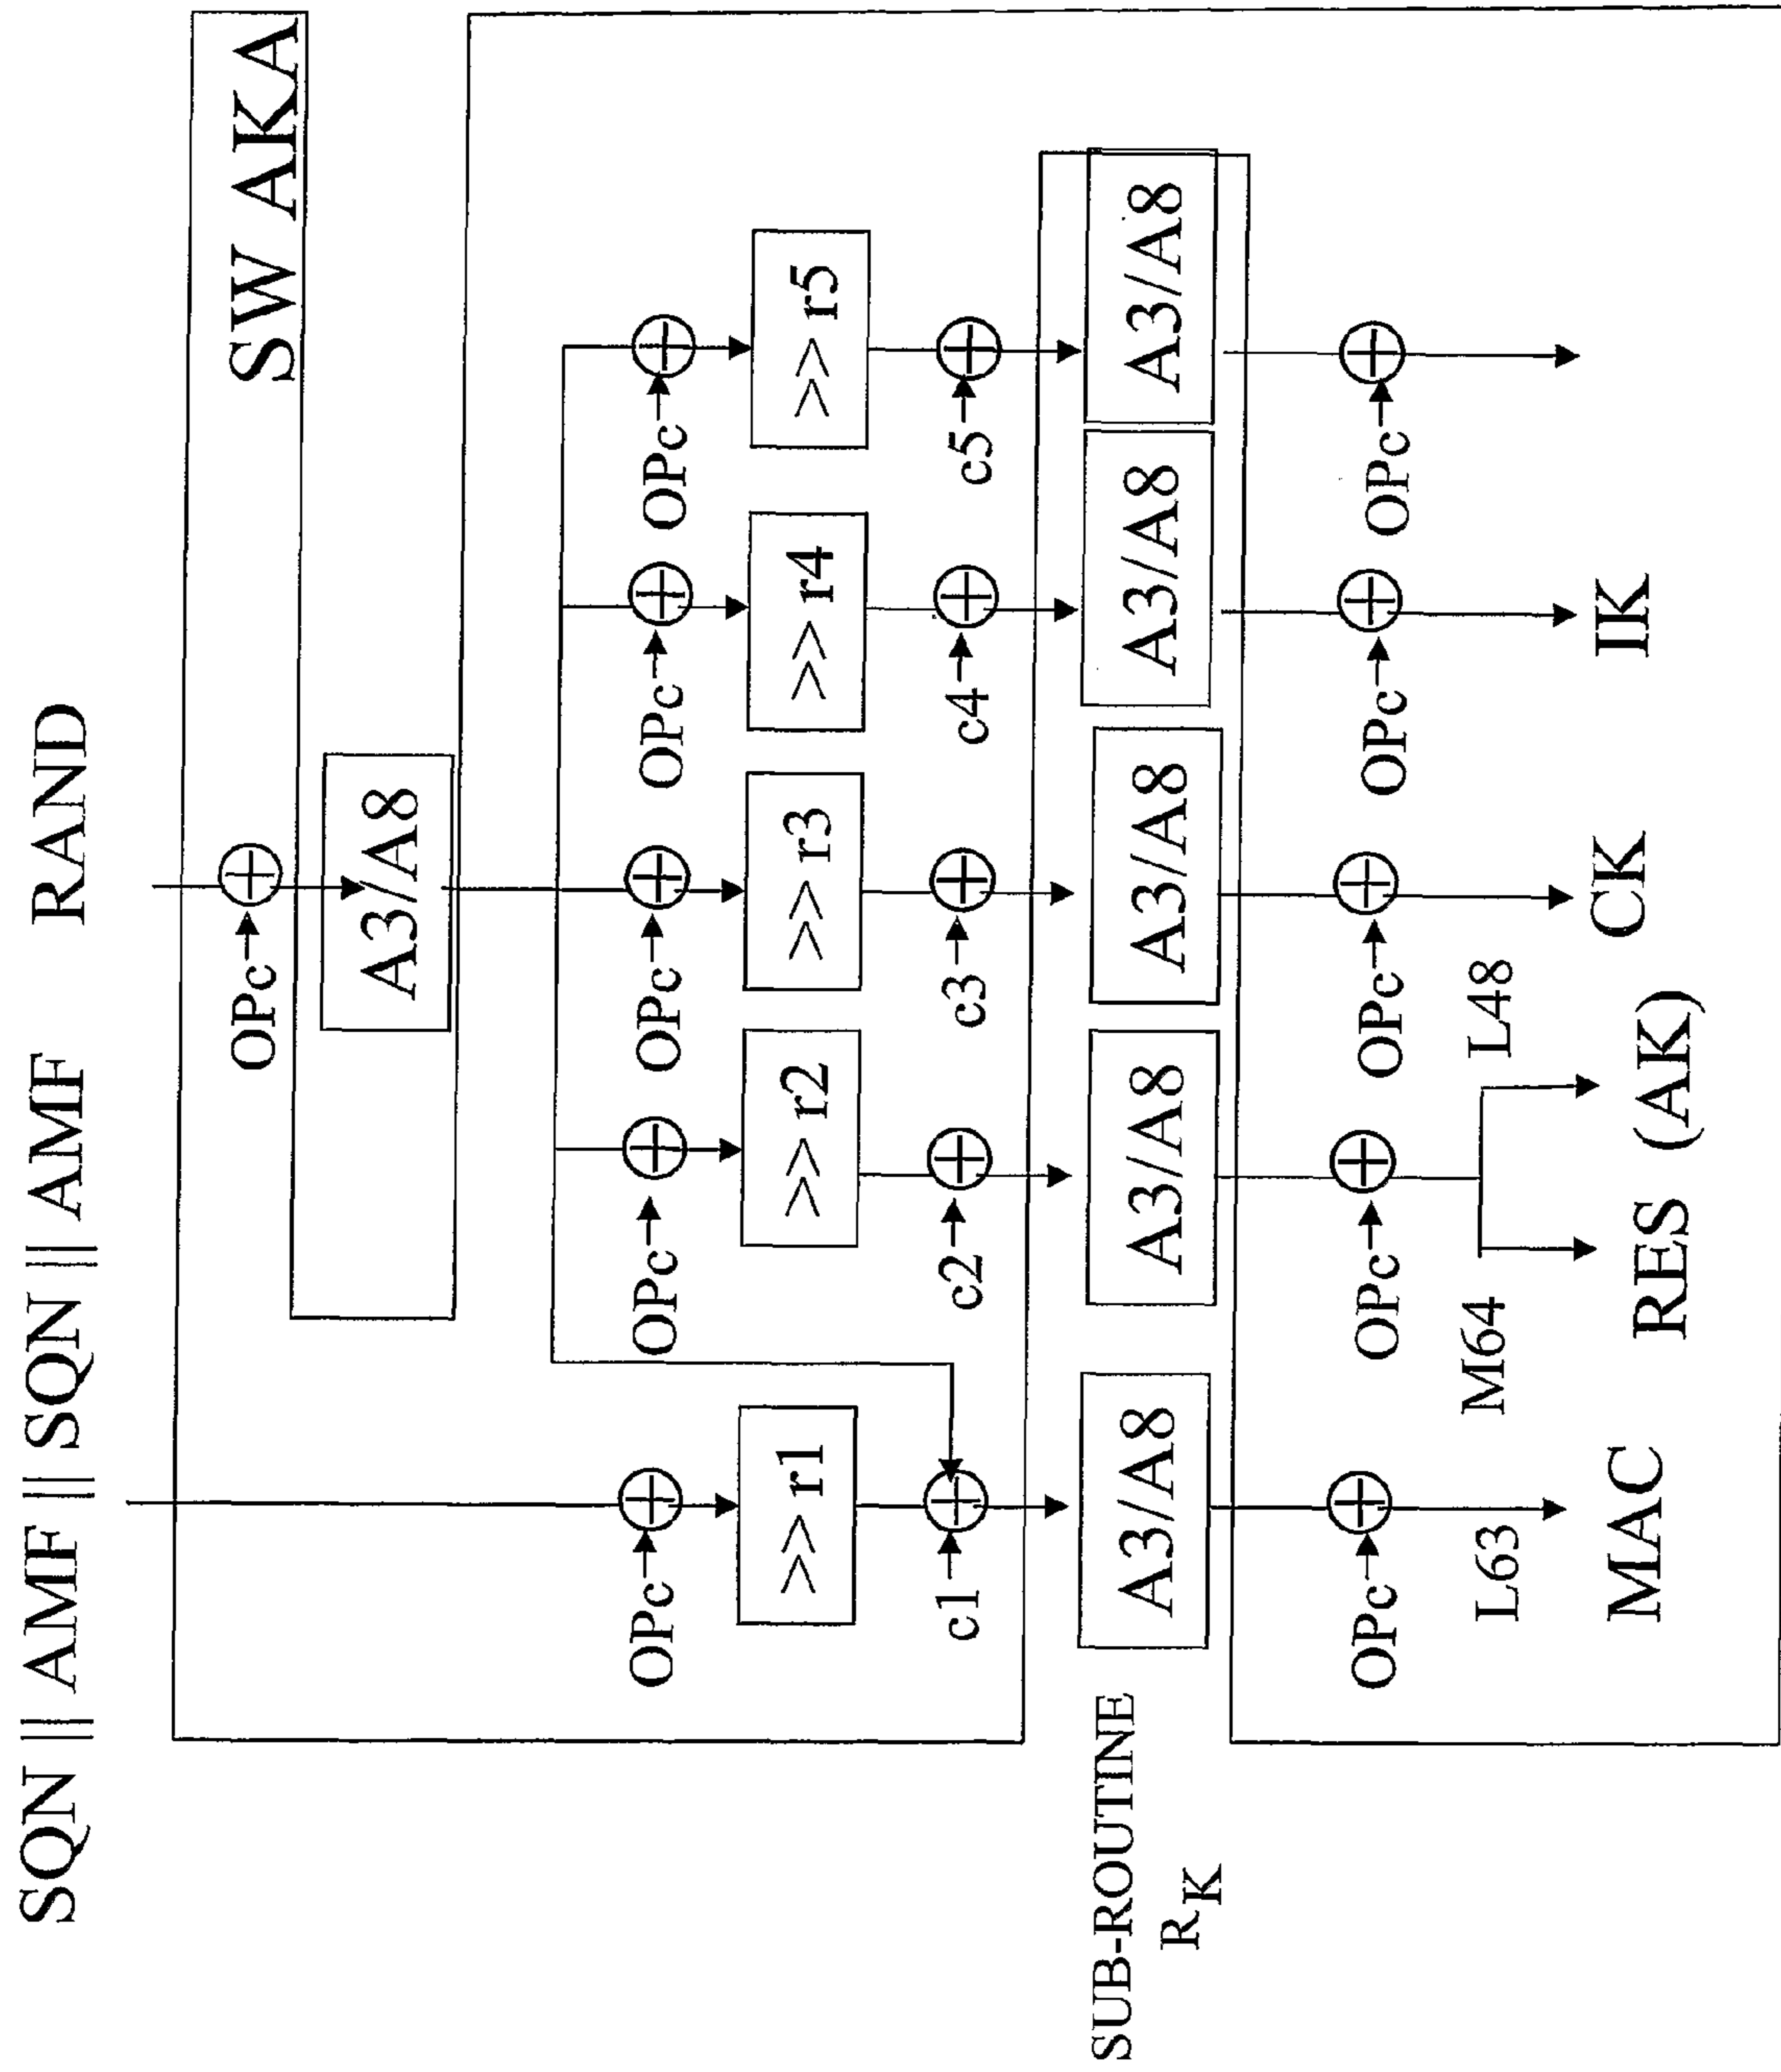 SQN || AMF || SQN || AMF RAND
SW AKA
OPc
A3/A8
OPc OPc OPc OPc OPc
>> r1 >> r2 >> r3 >> r4 >> r5
c1 c2 c3 c4 c5
SUB-ROUTINE
RK
A3/A8 A3/A8 A3/A8 A3/A8 A3/A8
OPc OPc OPc OPc OPc
L63 M64 L48
MAC RES (AK) CK IK